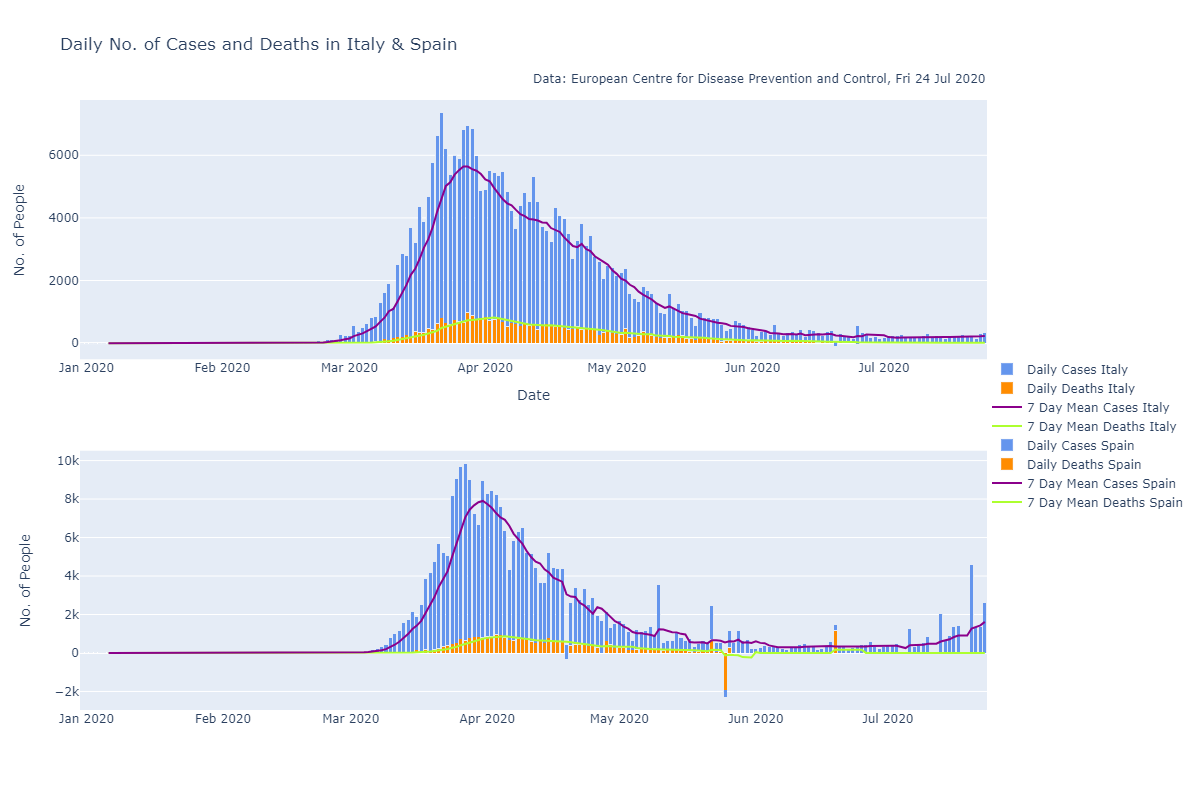 Daily No. of Cases and Deaths in Italy & Spain
Data: European Centre for Disease Prevention and Control, Fri 24 Jul 2020
No. of People
6000
4000
2000
0
Jan 2020 Feb 2020 Mar 2020 Apr 2020 May 2020 Jun 2020 Jul 2020
Date
Daily Cases Italy
Daily Deaths Italy
7 Day Mean Cases Italy
7 Day Mean Deaths Italy
Daily Cases Spain
Daily Deaths Spain
7 Day Mean Cases Spain
7 Day Mean Deaths Spain
No. of People
10k
8k
6k
4k
2k
0
−2k
Jan 2020 Feb 2020 Mar 2020 Apr 2020 May 2020 Jun 2020 Jul 2020